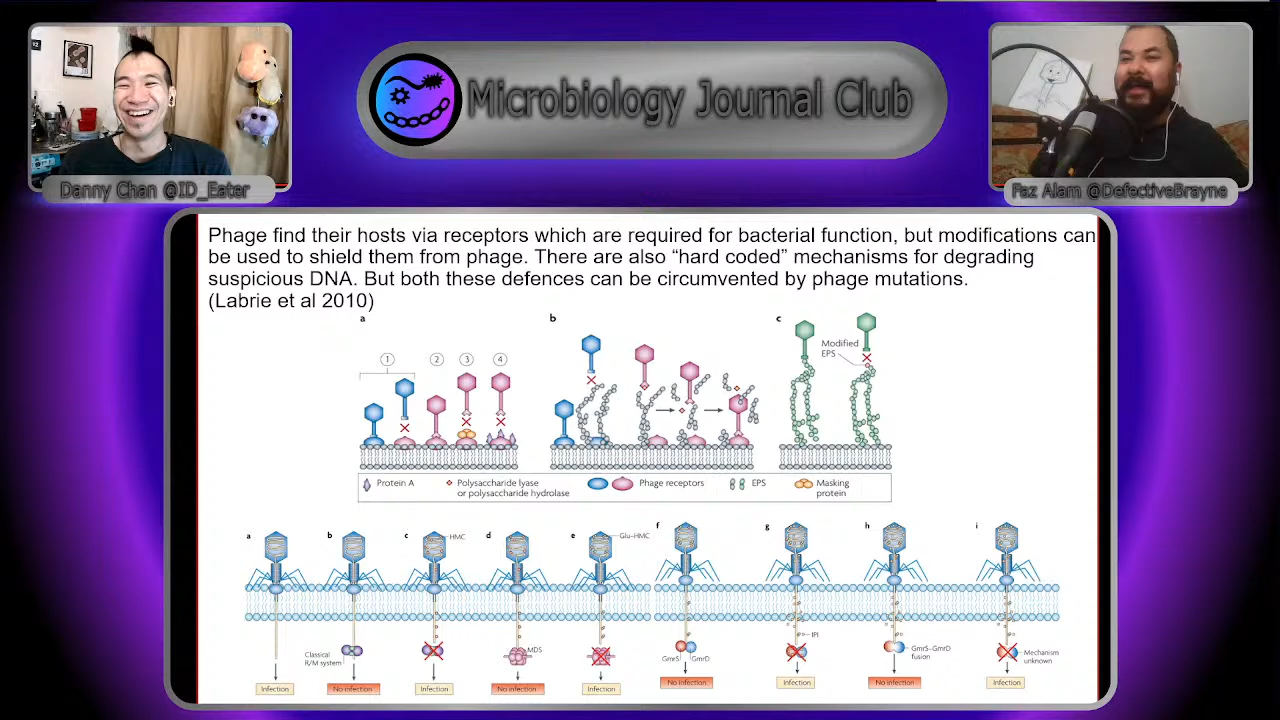 Microbiology Journal Club
Danny Chan @ID_Eater
Faz Alam @DefectiveBrayne
Phage find their hosts via receptors which are required for bacterial function, but modifications can
be used to shield them from phage. There are also “hard coded” mechanisms for degrading
suspicious DNA. But both these defences can be circumvented by phage mutations.
(Labrie et al 2010)
a b c
1 2 3 4
Modified
EPS
Protein A
Polysaccharide lyase
or polysaccharide hydrolase
Phage receptors
EPS
Masking
protein
a b c d e f g h i
HMC
Glu–HMC
Classical
R/M system
MDS
GmrS GmrD
IPI
GmrS–GmrD
fusion
Mechanism
unknown
Infection No infection Infection No infection Infection No infection Infection No infection Infection